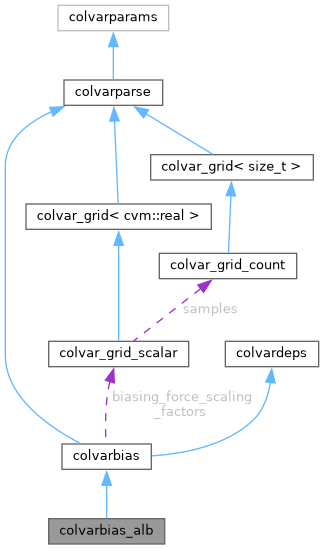 colvarparams
colvarparse
colvar_grid< size_t >
colvar_grid< cvm::real >
colvar_grid_count
samples
colvar_grid_scalar
colvardeps
biasing_force_scaling
_factors
colvarbias
colvarbias_alb